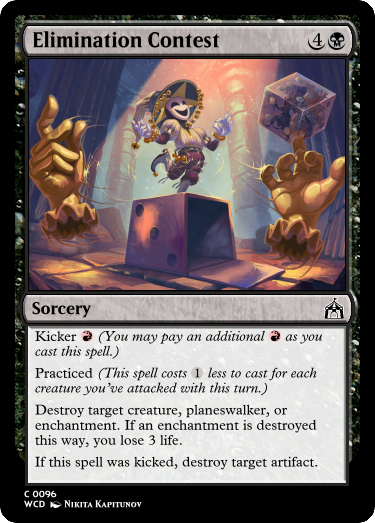 Elimination Contest 4
Sorcery
Kicker (You may pay an additional as you
cast this spell.)
Practiced (This spell costs 1 less to cast for each
creature you've attacked with this turn.)
Destroy target creature, planeswalker, or
enchantment. If an enchantment is destroyed
this way, you lose 3 life.
If this spell was kicked, destroy target artifact.
C 0096
WCD Nikita Kapitunov